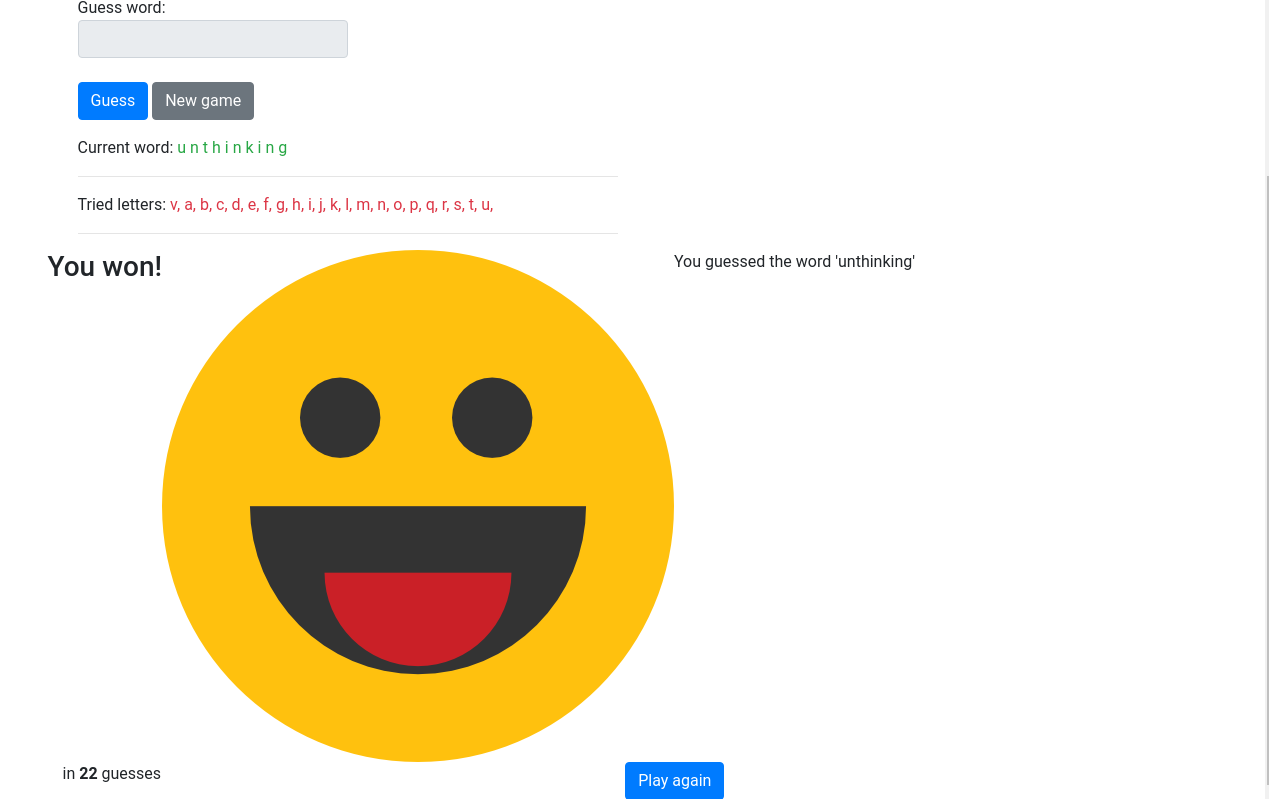 Guess word:
Guess New game
Current word: u n t h i n k i n g
Tried letters: v, a, b, c, d, e, f, g, h, i, j, k, l, m, n, o, p, q, r, s, t, u,
You won!
You guessed the word 'unthinking'
in 22 guesses
Play again